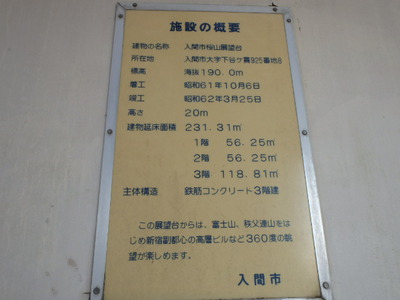 施設の概要
建物の名称 入間市桜山展望台
所在地 入間市大字下谷ケ貫925番地8
標高 海抜190.0m
着工 昭和61年10月6日
竣工 昭和62年3月25日
高さ 20m
建物延床面積 231.31㎡
1階 56.25㎡
2階 56.25㎡
3階 118.81㎡
主体構造 鉄筋コンクリート3階建
この展望台からは、富士山、秩父連山をは
じめ新宿副都心の高層ビルなど360度の眺
望が楽しめます。
入間市